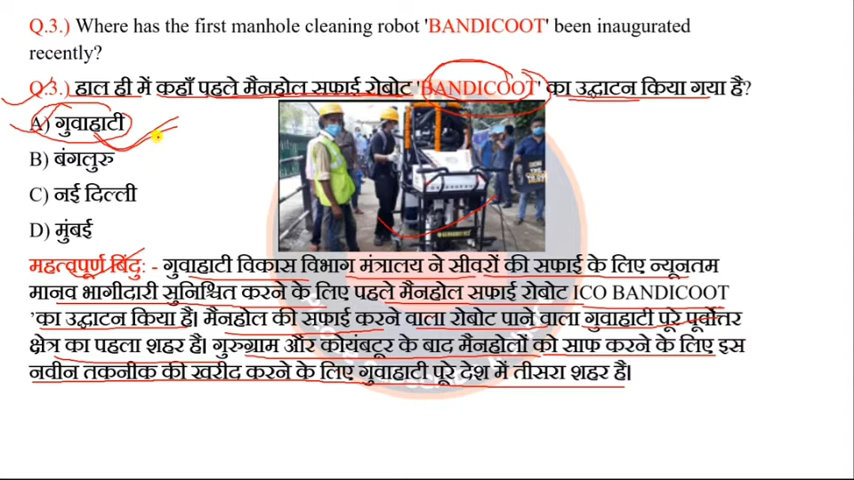 Q.3.) Where has the first manhole cleaning robot 'BANDICOOT' been inaugurated
recently?
Q.3.) हाल ही में कहाँ पहले मैनहोल सफाई रोबोट 'BANDICOOT' का उद्घाटन किया गया है?
A) गुवाहाटी
B) बंगलुरु
C) नई दिल्ली
D) मुंबई
महत्वपूर्ण बिंदु: - गुवाहाटी विकास विभाग मंत्रालय ने सीवरों की सफाई के लिए न्यूनतम
मानव भागीदारी सुनिश्चित करने के लिए पहले मैनहोल सफाई रोबोट ICO BANDICOOT
'का उद्घाटन किया है। मैनहोल की सफाई करने वाला रोबोट पाने वाला गुवाहाटी पूरे पूर्वोत्तर
क्षेत्र का पहला शहर है। गुरुग्राम और कोयंबटूर के बाद मैनहोलों को साफ करने के लिए इस
नवीन तकनीक की खरीद करने के लिए गुवाहाटी पूरे देश में तीसरा शहर है।